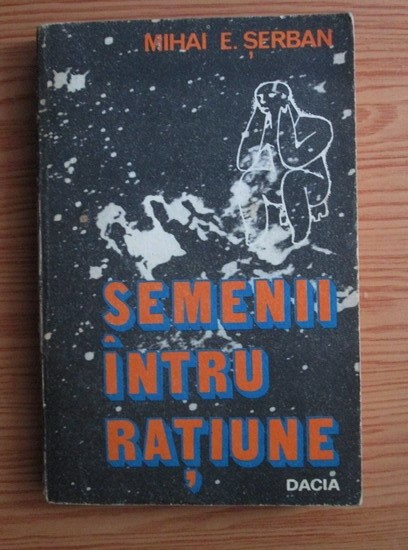 MIHAI E. ȘERBAN
SEMENII
ÎNTRU
RAȚIUNE
DACIA